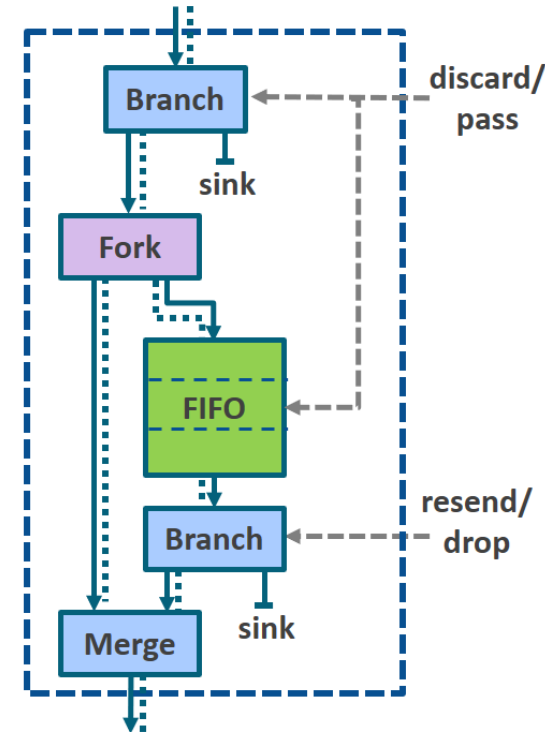 Branch
discard/
pass
sink
Fork
FIFO
resend/
drop
Branch
sink
Merge